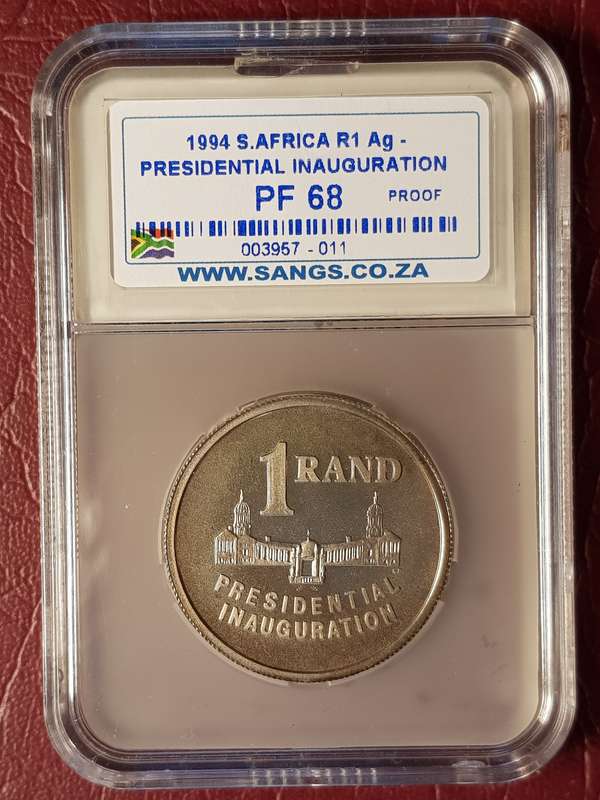 1994 S.AFRICA R1 Ag -
PRESIDENTIAL INAUGURATION
PF 68 PROOF
003957 - 011
WWW.SANGS.CO.ZA
1 RAND
PRESIDENTIAL
INAUGURATION